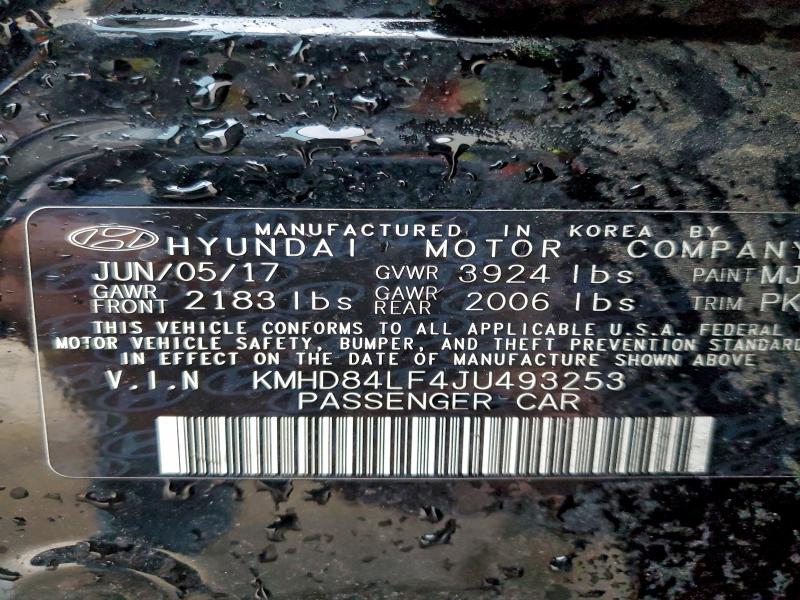 MANUFACTURED IN KOREA BY
HYUNDAI MOTOR COMPANY
JUN/05/17 GVWR 3924 lbs PAINT MJ
GAWR FRONT 2183 lbs GAWR REAR 2006 lbs TRIM PK
THIS VEHICLE CONFORMS TO ALL APPLICABLE U.S.A. FEDERAL
MOTOR VEHICLE SAFETY, BUMPER, AND THEFT PREVENTION STANDARD
IN EFFECT ON THE DATE OF MANUFACTURE SHOWN ABOVE
V.I.N KMHD84LF4JU493253
PASSENGER CAR